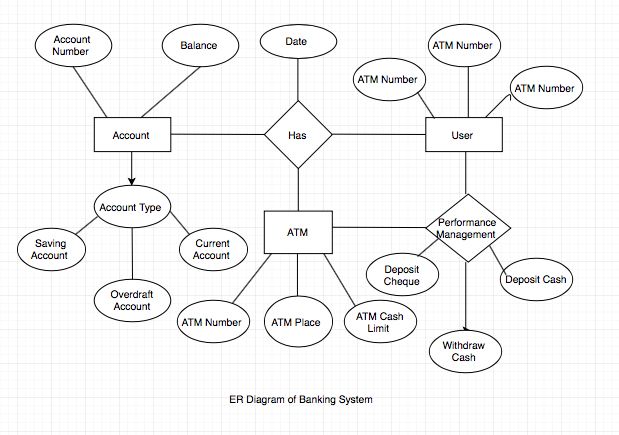 Account
Number
Balance
Date
ATM Number
ATM Number
ATM Number
Account
Has
User
Account Type
Saving
Account
Current
Account
Overdraft
Account
ATM
Performance
Management
Deposit
Cheque
Deposit Cash
ATM Number
ATM Place
ATM Cash
Limit
Withdraw
Cash
ER Diagram of Banking System